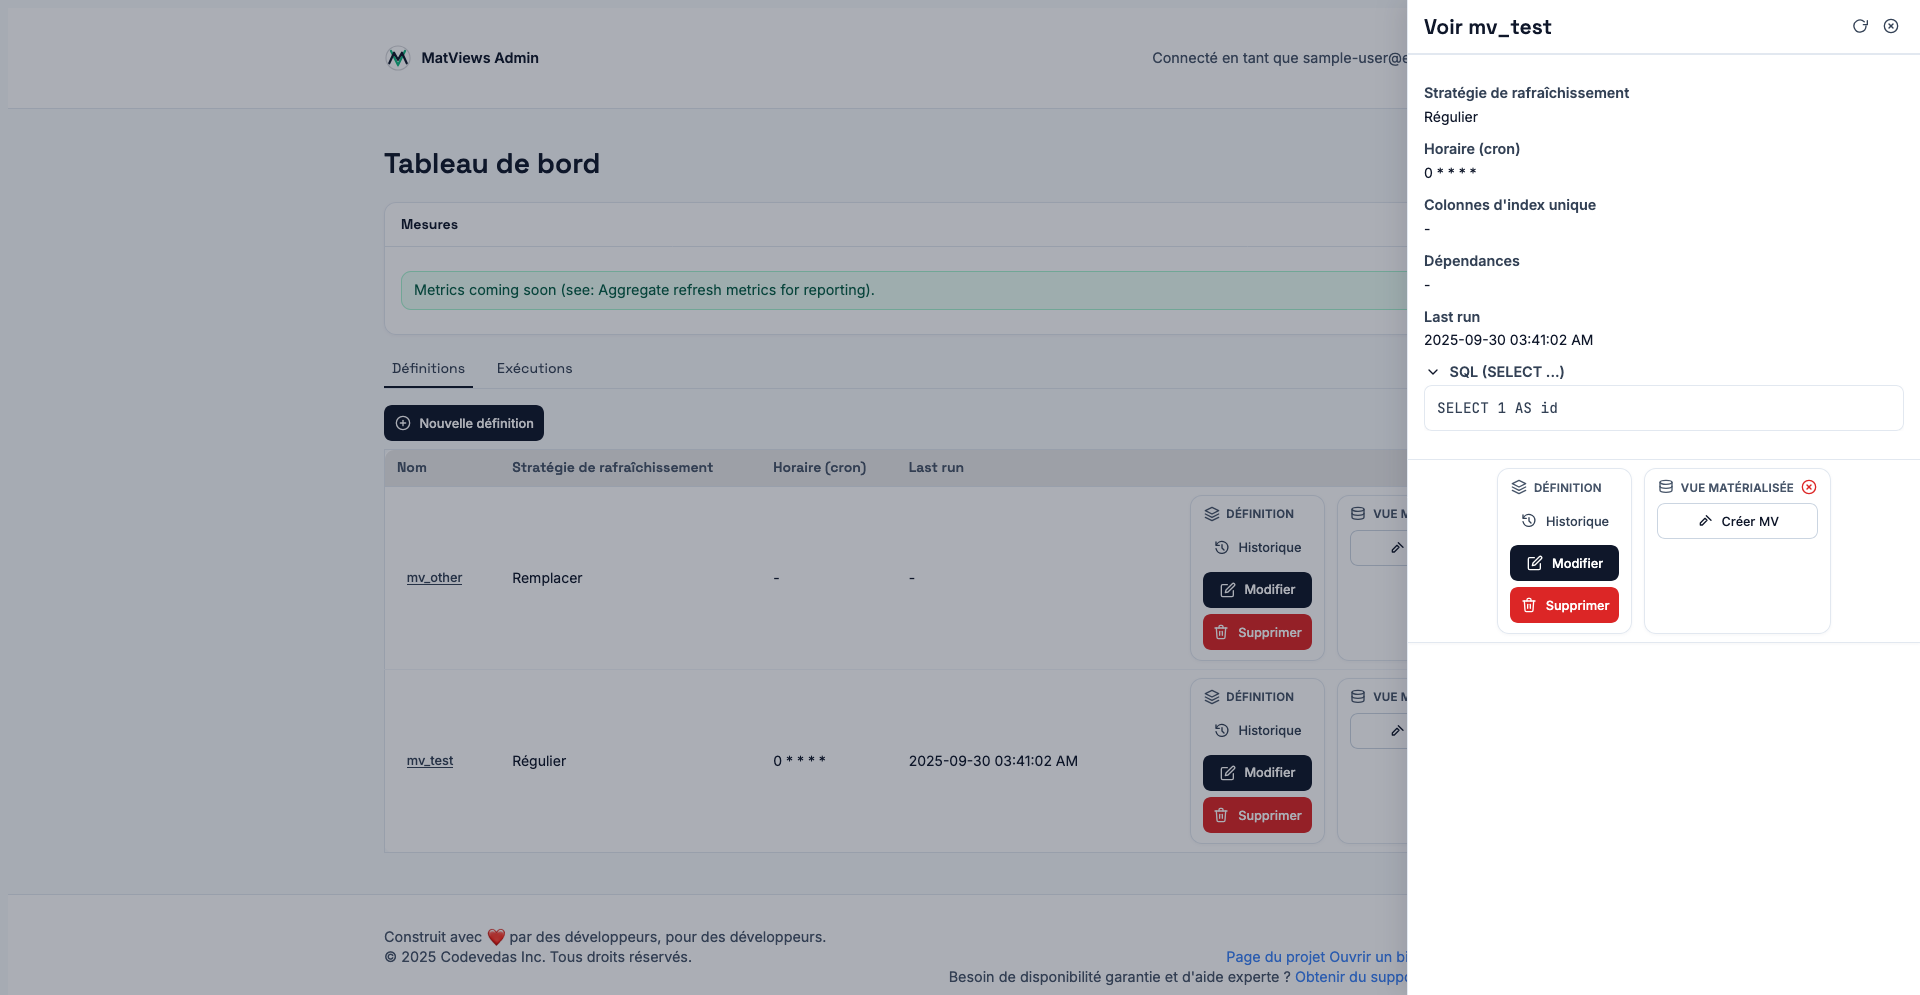 MatViews Admin
Connecté en tant que sample-user@e
Tableau de bord
Mesures
Metrics coming soon (see: Aggregate refresh metrics for reporting).
Définitions
Exécutions
Nouvelle définition
Nom
Stratégie de rafraîchissement
Horaire (cron)
Last run
mv_other
Remplacer
-
-
DÉFINITION
Historique
Modifier
Supprimer
VUE M
mv_test
Régulier
0 * * * *
2025-09-30 03:41:02 AM
DÉFINITION
Historique
Modifier
Supprimer
VUE M
Construit avec ❤️ par des développeurs, pour des développeurs.
© 2025 Codevedas Inc. Tous droits réservés.
Page du projet Ouvrir un bi
Besoin de disponibilité garantie et d'aide experte ? Obtenir du suppo
Voir mv_test
Stratégie de rafraîchissement
Régulier
Horaire (cron)
0 * * * *
Colonnes d'index unique
-
Dépendances
-
Last run
2025-09-30 03:41:02 AM
SQL (SELECT …)
SELECT 1 AS id
DÉFINITION
Historique
Modifier
Supprimer
VUE MATÉRIALISÉE
Créer MV